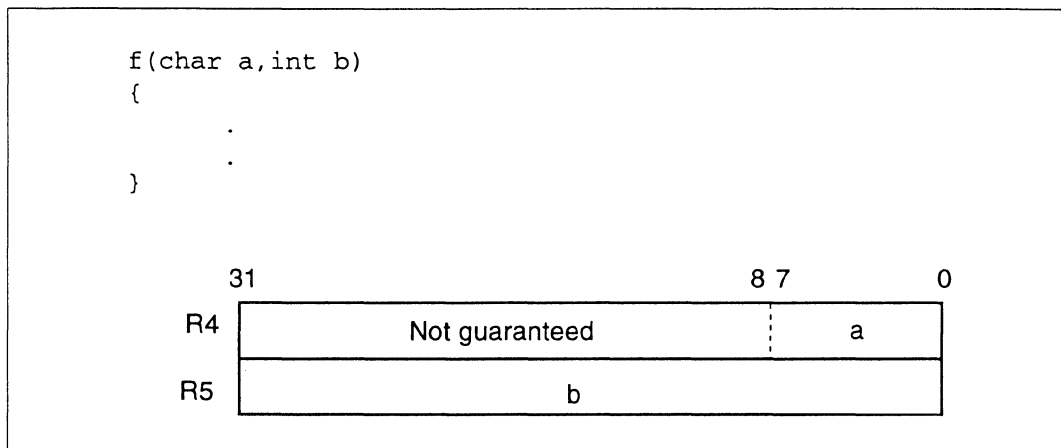 f(char a,int b)
{
.
.
}
31 8 7 0
R4 Not guaranteed a
R5 b